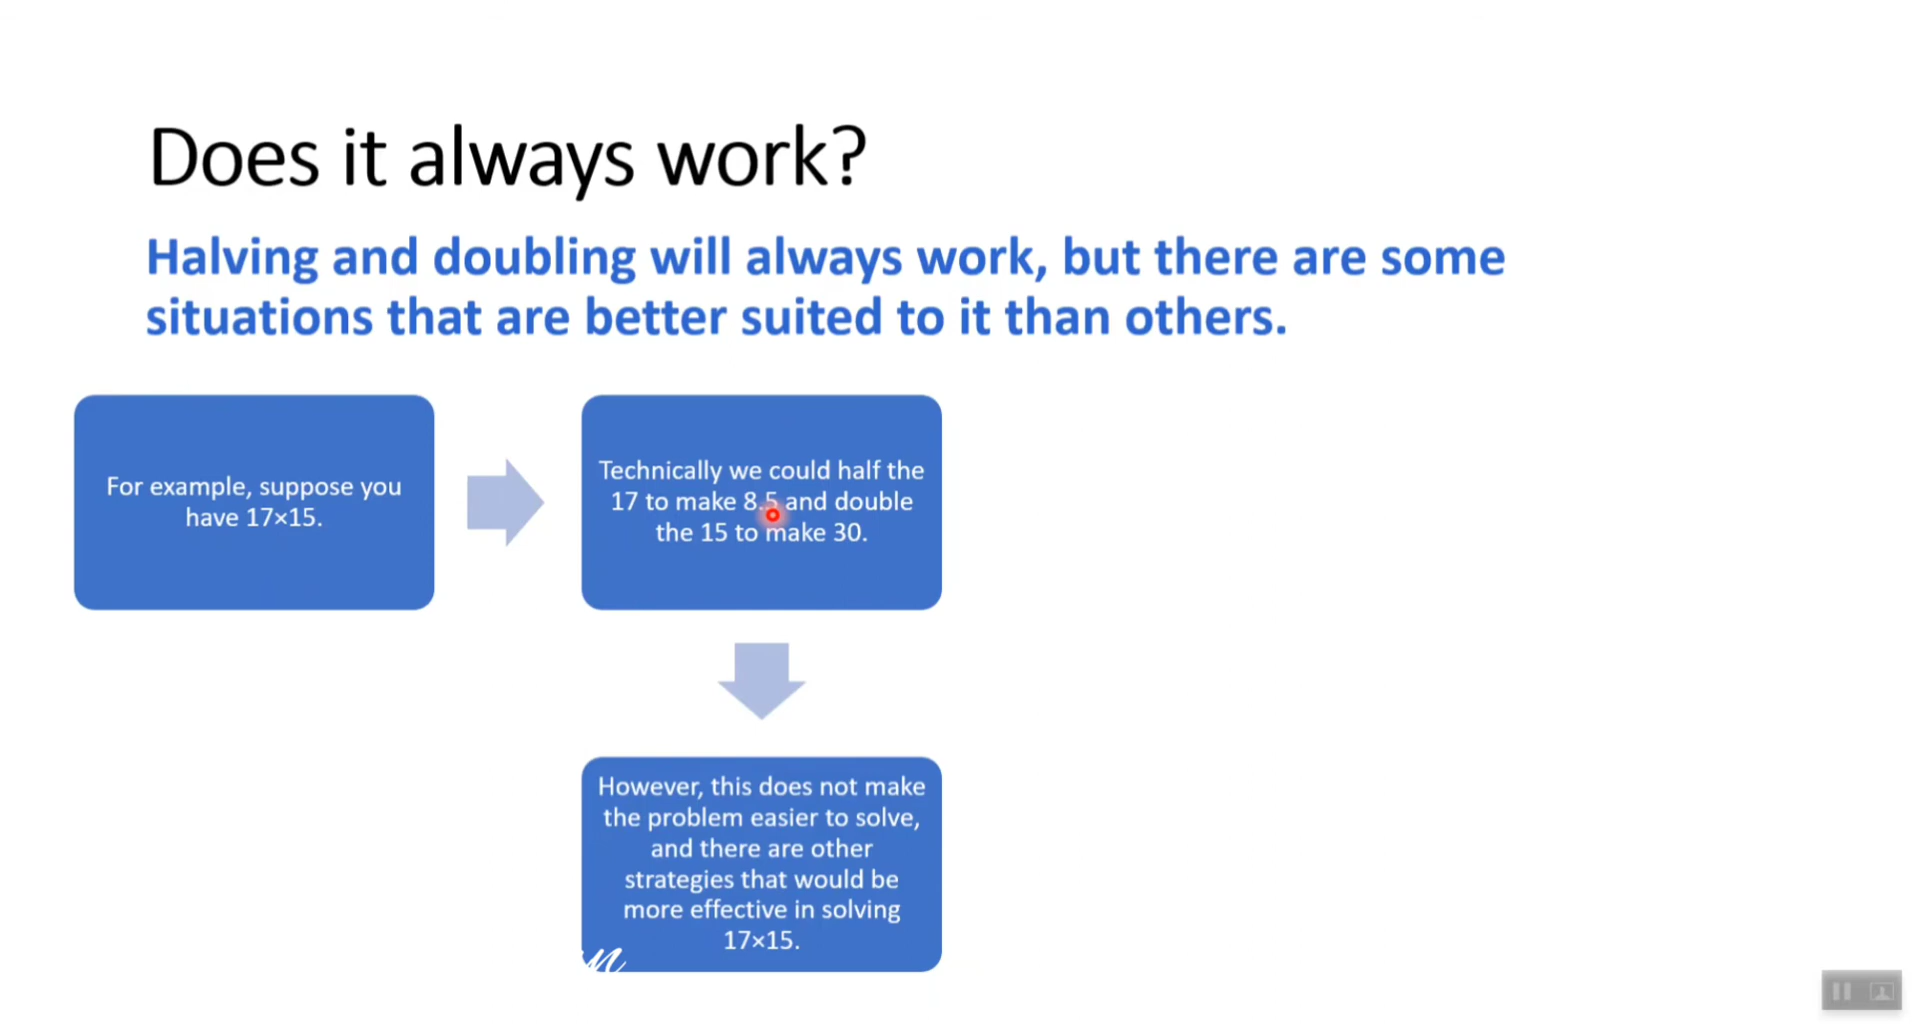 Does it always work?
Halving and doubling will always work, but there are some
situations that are better suited to it than others.
For example, suppose you
have 17×15.
Technically we could half the
17 to make 8.5 and double
the 15 to make 30.
However, this does not make
the problem easier to solve,
and there are other
strategies that would be
more effective in solving
17×15.